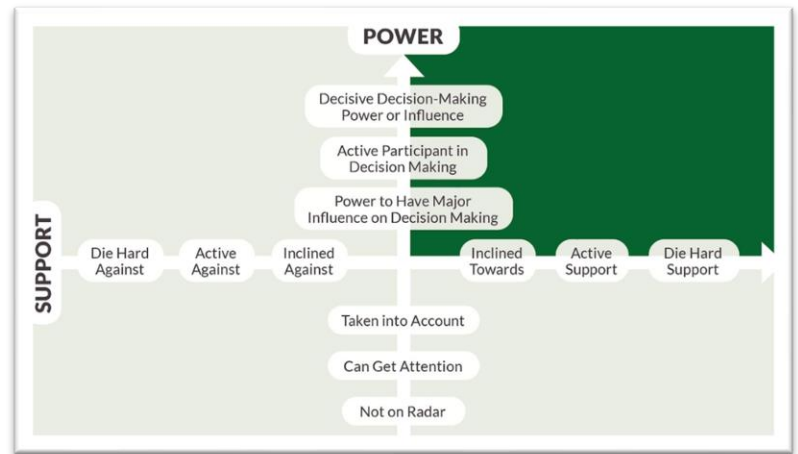 POWER
Decisive Decision-Making
Power or Influence
Active Participant in
Decision Making
Power to Have Major
Influence on Decision Making
SUPPORT
Die Hard
Against
Active
Against
Inclined
Against
Inclined
Towards
Active
Support
Die Hard
Support
Taken into Account
Can Get Attention
Not on Radar